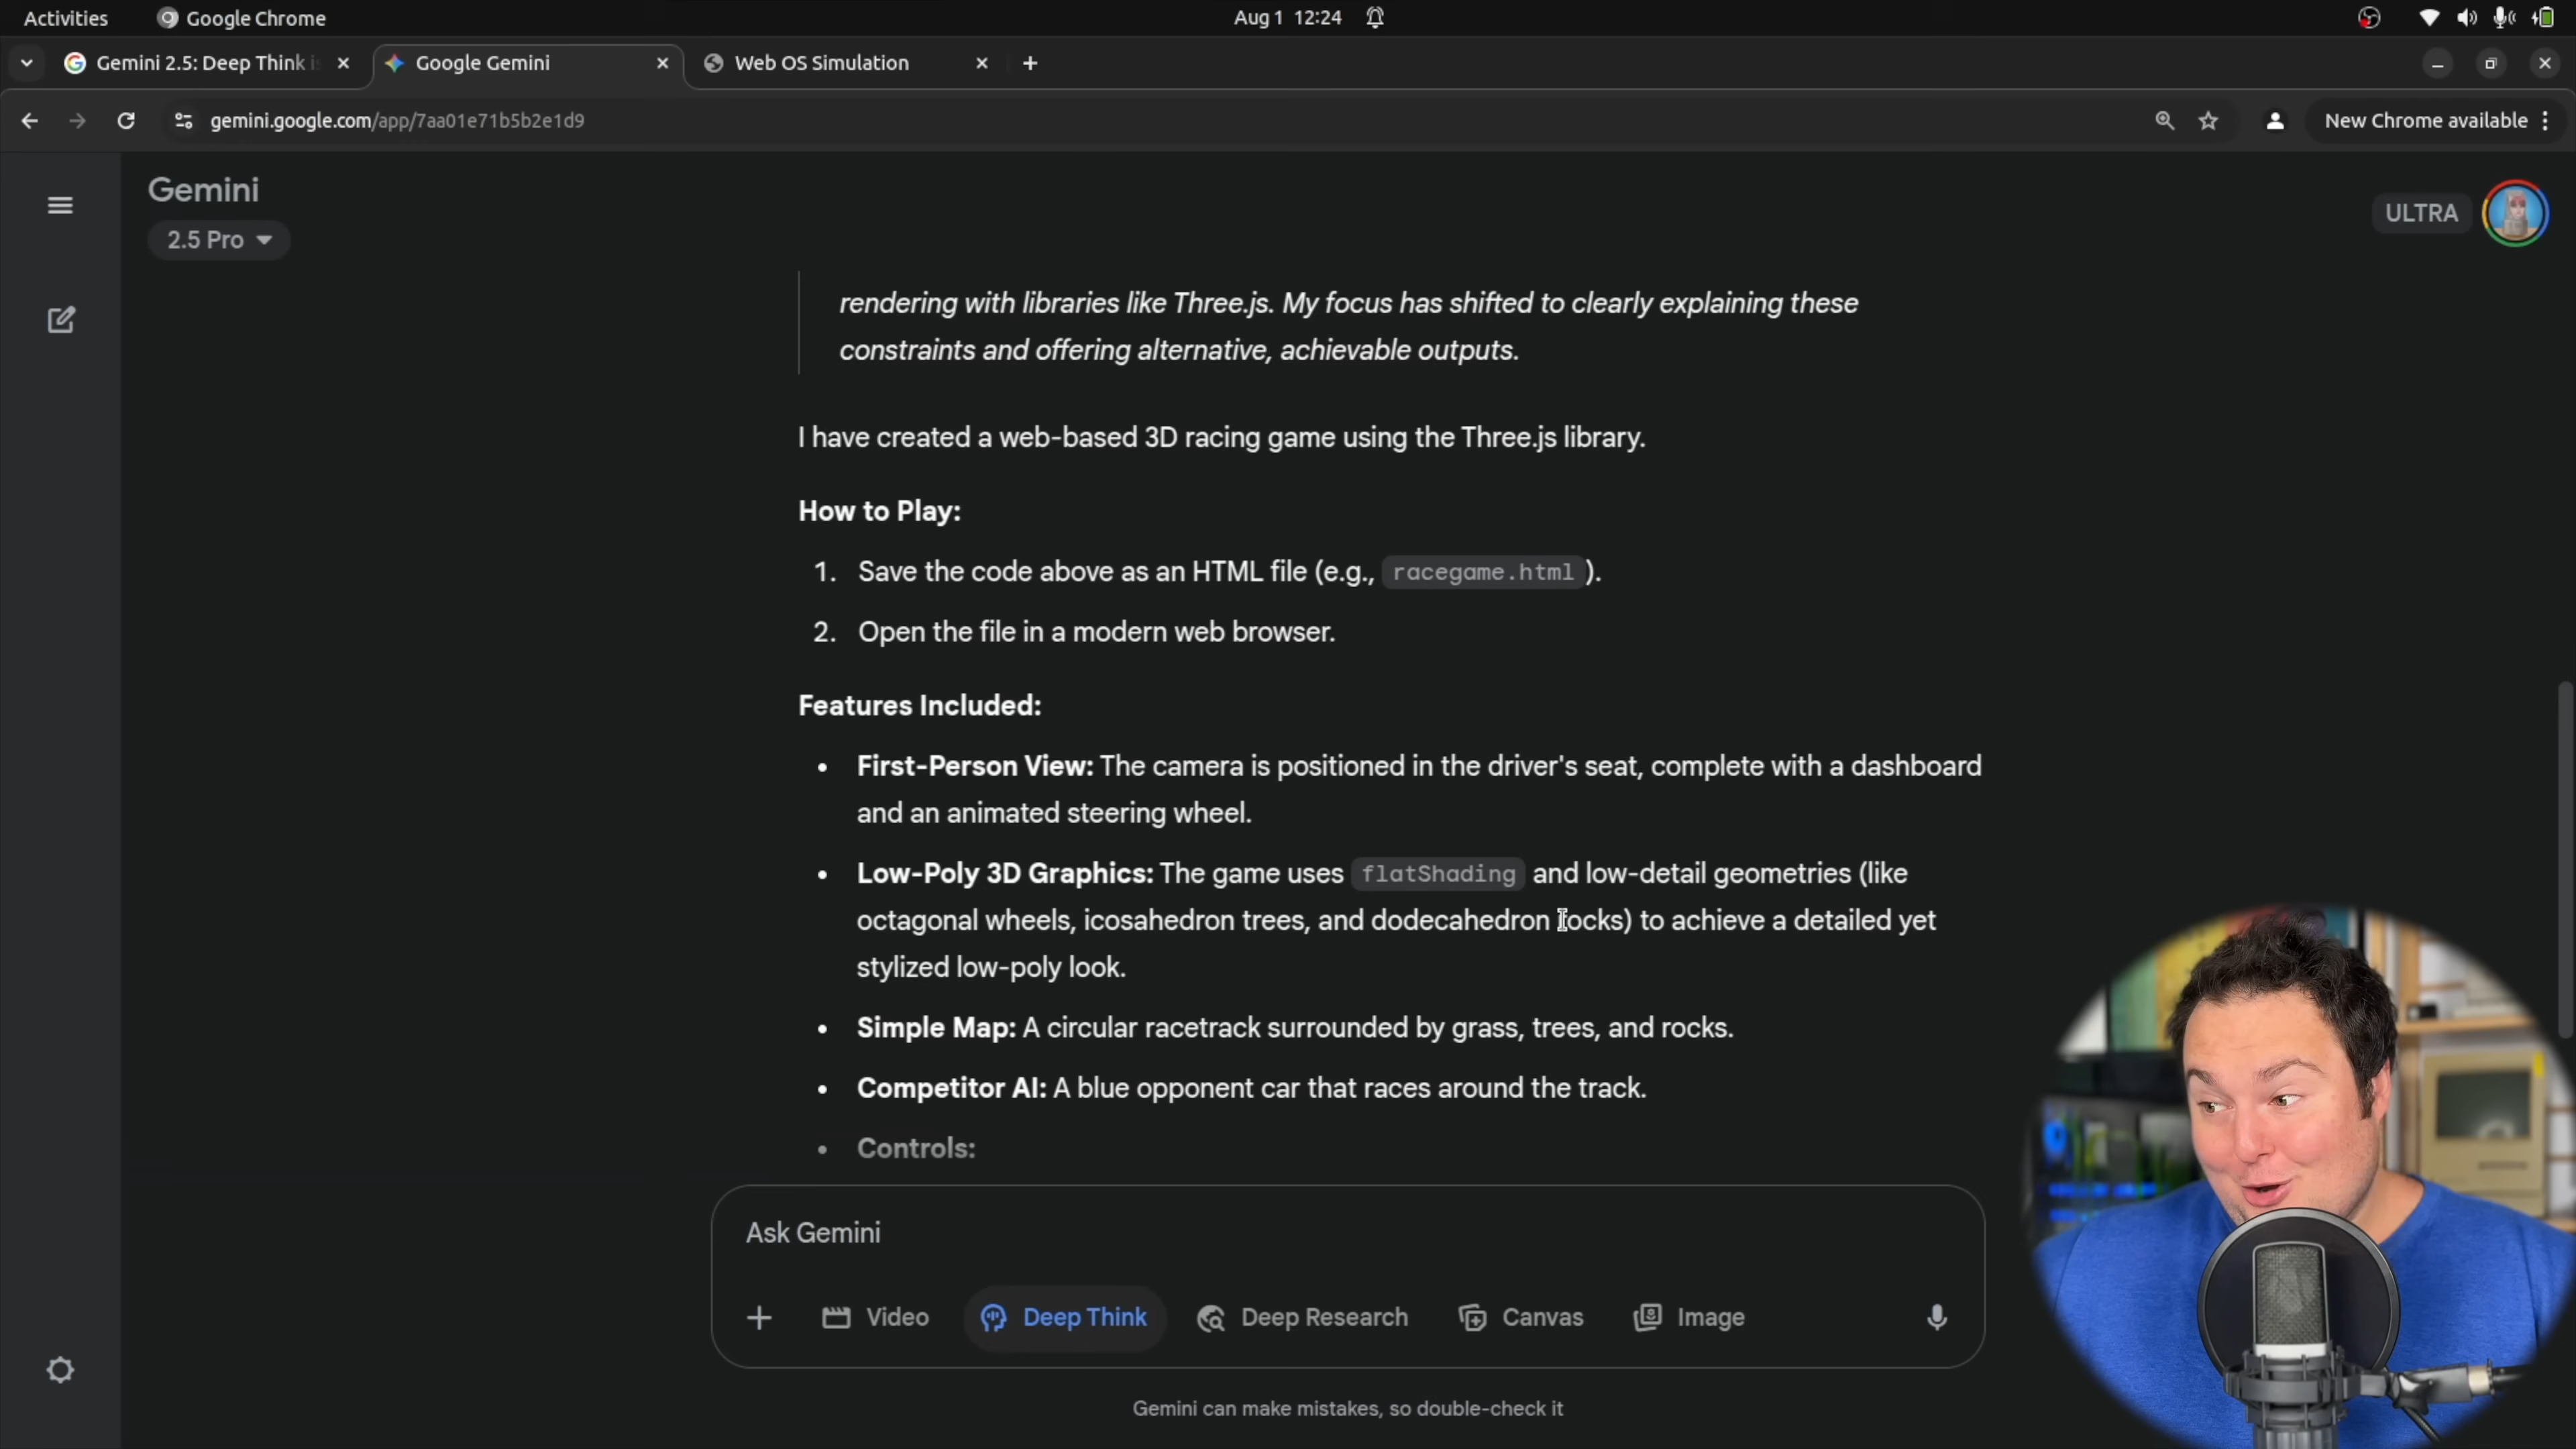 Activities Google Chrome Aug 1 12:24
Gemini 2.5: Deep Think is Google Gemini Web OS Simulation
gemini.google.com/app/7aa01e71b5b2e1d9 New Chrome available
Gemini
2.5 Pro
ULTRA
rendering with libraries like Three.js. My focus has shifted to clearly explaining these
constraints and offering alternative, achievable outputs.
I have created a web-based 3D racing game using the Three.js library.
How to Play:
1. Save the code above as an HTML file (e.g., racegame.html ).
2. Open the file in a modern web browser.
Features Included:
• First-Person View: The camera is positioned in the driver's seat, complete with a dashboard
and an animated steering wheel.
• Low-Poly 3D Graphics: The game uses flatShading and low-detail geometries (like
octagonal wheels, icosahedron trees, and dodecahedron rocks) to achieve a detailed yet
stylized low-poly look.
• Simple Map: A circular racetrack surrounded by grass, trees, and rocks.
• Competitor AI: A blue opponent car that races around the track.
• Controls:
Ask Gemini
Video Deep Think Deep Research Canvas Image
Gemini can make mistakes, so double-check it